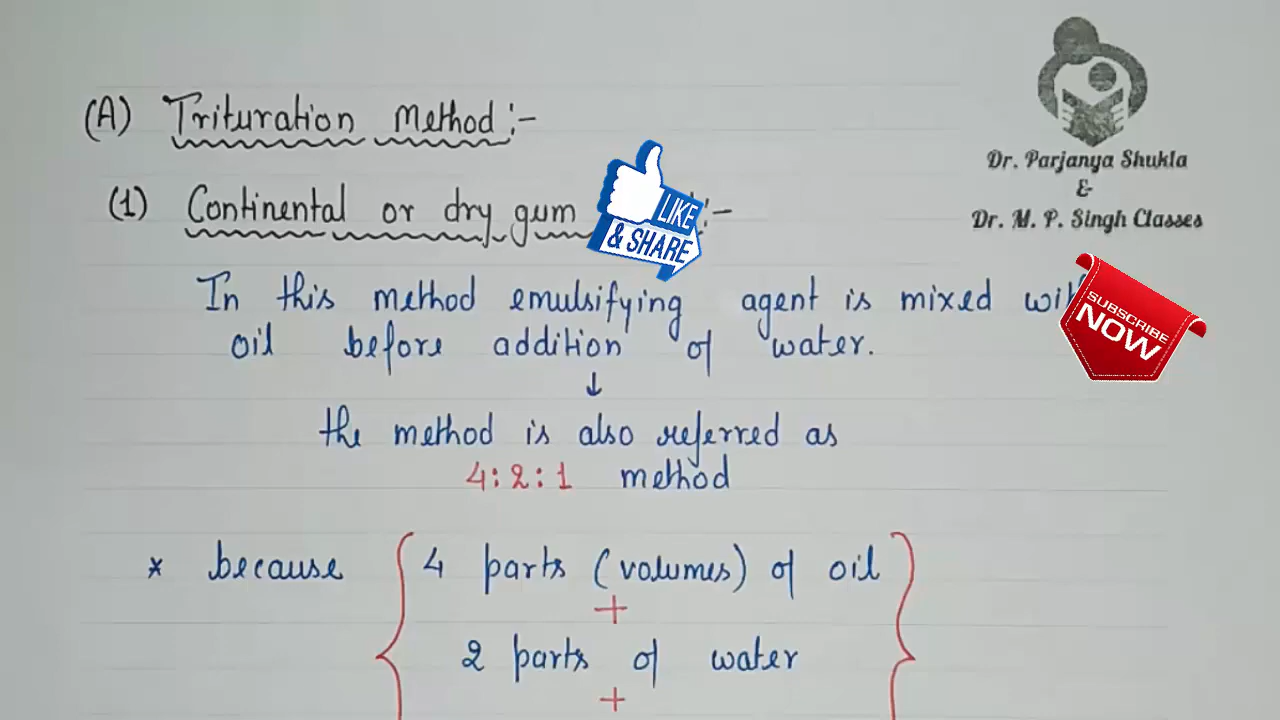 (A) Trituration Method :-
(1) Continental or dry gum :-
In this method emulsifying agent is mixed
oil before addition of water.
↓
the method is also referred as
4:2:1 method
* because { 4 parts (volumes) of oil }
+
2 parts of water
+
Dr. Parjanya Shukla
&
Dr. M. P. Singh Classes
LIKE
& SHARE
SUBSCRIBE
NOW